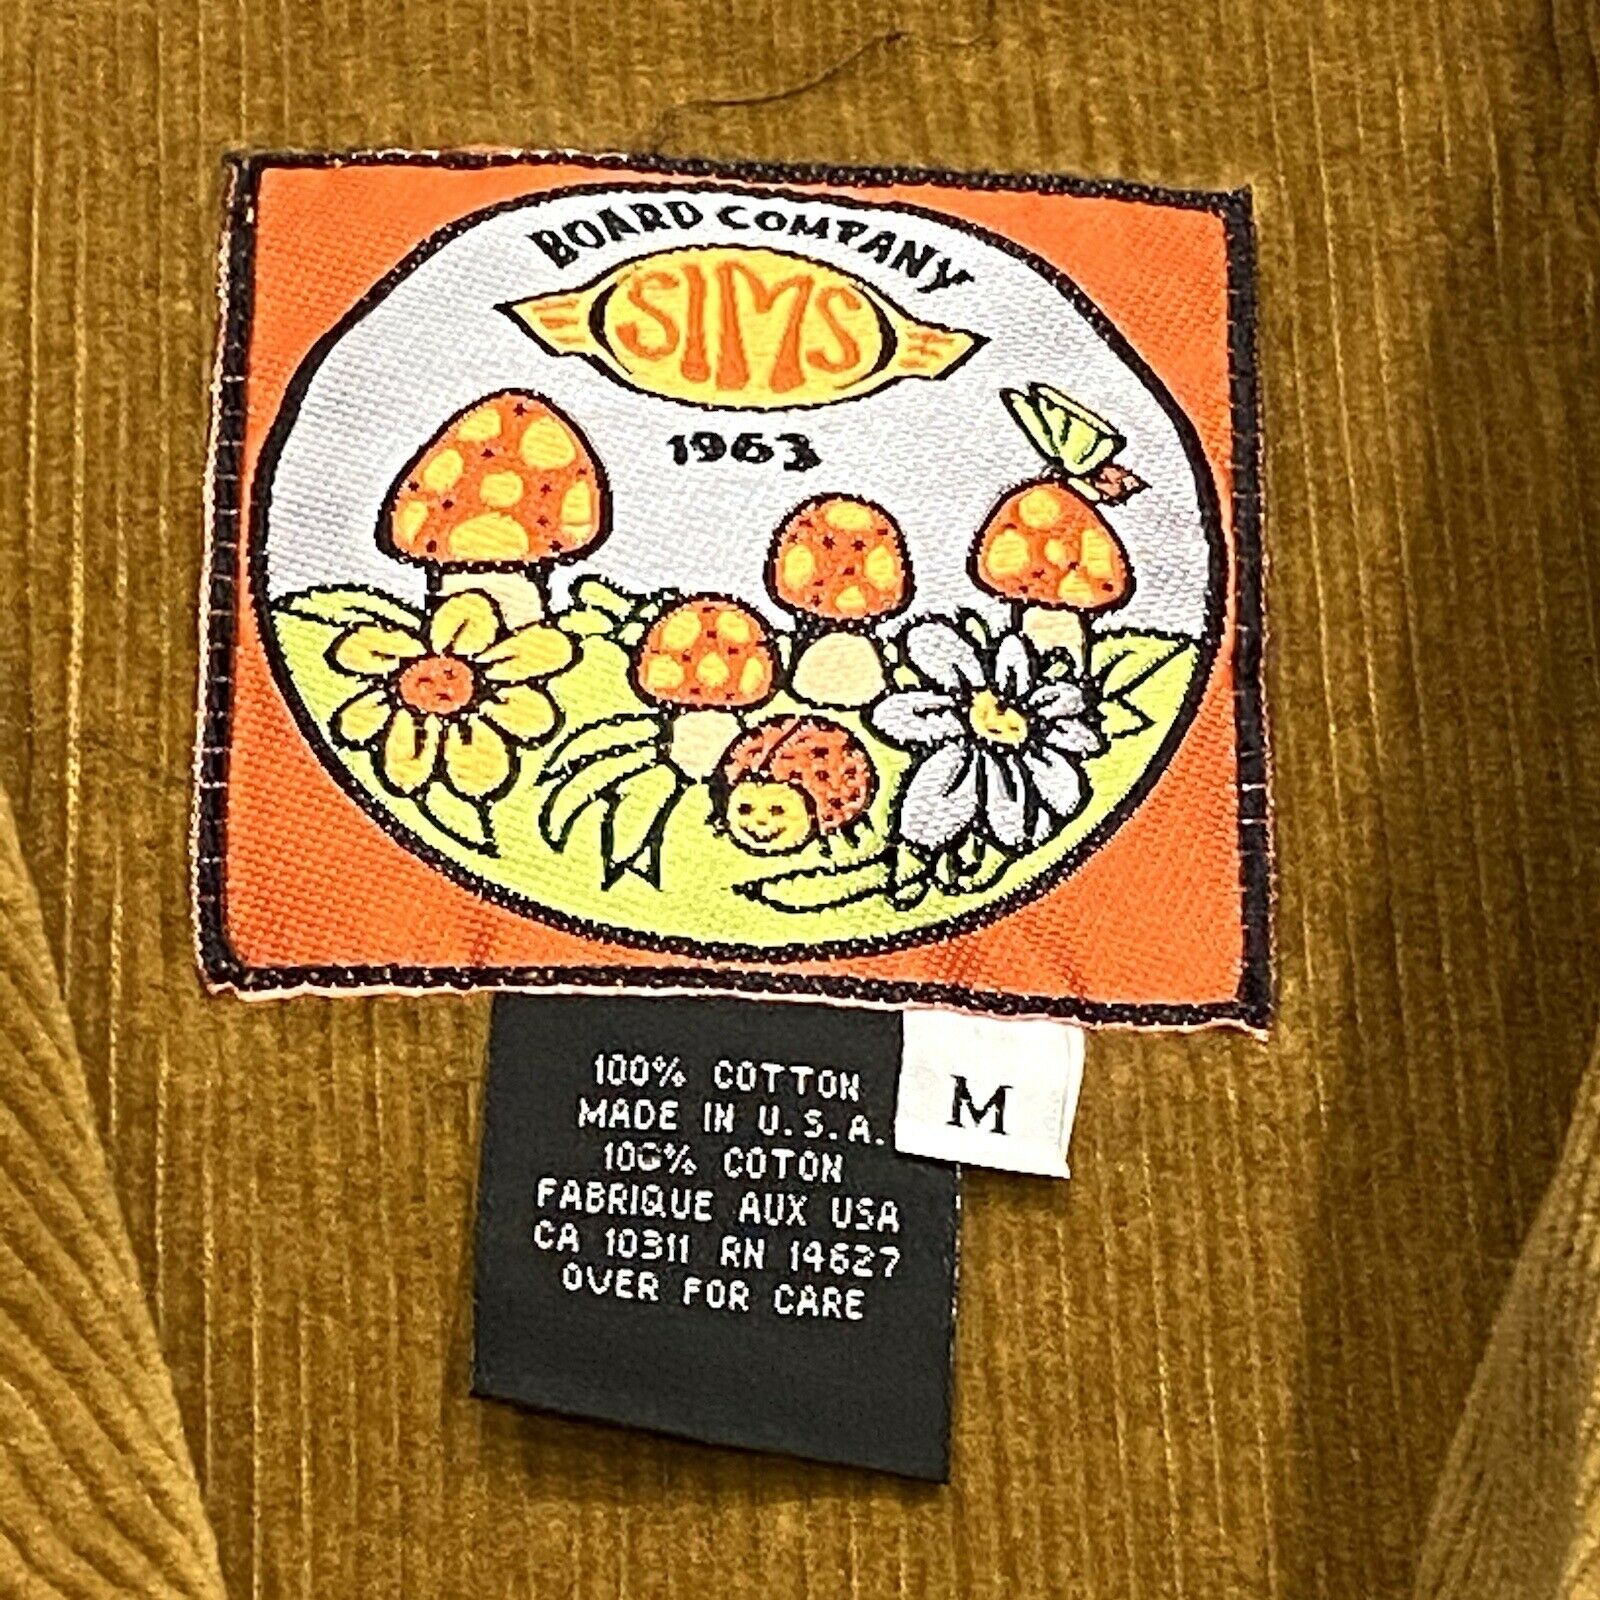 BOARD COMPANY
SIMS
1963
M
100% COTTON
MADE IN U.S.A.
100% COTON
FABRIQUE AUX USA
CA 10311 RN 14627
OVER FOR CARE